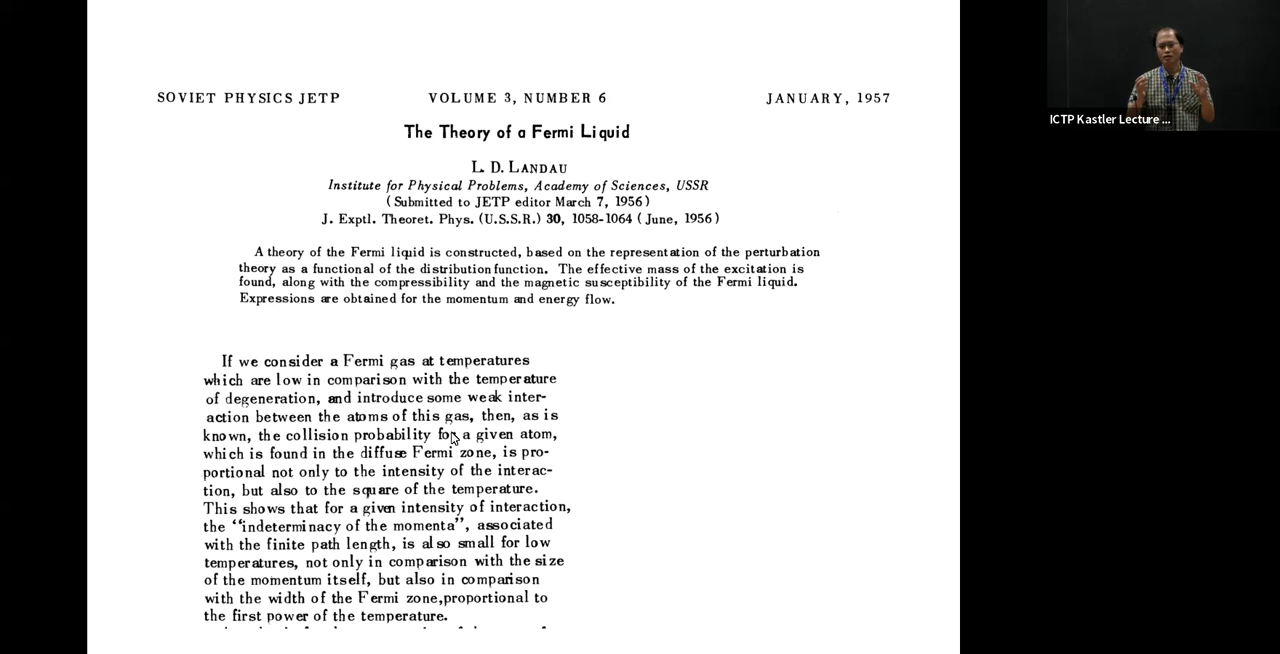 SOVIET PHYSICS JETP VOLUME 3, NUMBER 6 JANUARY, 1957
The Theory of a Fermi Liquid
L. D. LANDAU
Institute for Physical Problems, Academy of Sciences, USSR
(Submitted to JETP editor March 7, 1956)
J. Exptl. Theoret. Phys. (U.S.S.R.) 30, 1058-1064 (June, 1956)
A theory of the Fermi liquid is constructed, based on the representation of the perturbation
theory as a functional of the distribution function. The effective mass of the excitation is
found, along with the compressibility and the magnetic susceptibility of the Fermi liquid.
Expressions are obtained for the momentum and energy flow.
If we consider a Fermi gas at temperatures
which are low in comparison with the temperature
of degeneration, and introduce some weak inter-
action between the atoms of this gas, then, as is
known, the collision probability for a given atom,
which is found in the diffuse Fermi zone, is pro-
portional not only to the intensity of the interac-
tion, but also to the square of the temperature.
This shows that for a given intensity of interaction,
the “indeterminacy of the momenta”, associated
with the finite path length, is also small for low
temperatures, not only in comparison with the size
of the momentum itself, but also in comparison
with the width of the Fermi zone, proportional to
the first power of the temperature.
ICTP Kastler Lecture ...